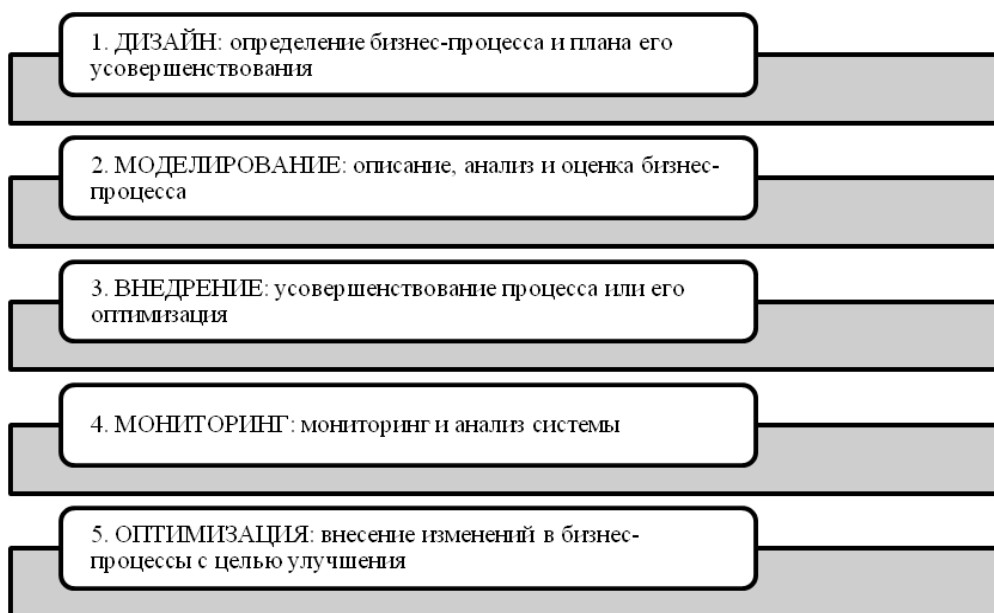 1. ДИЗАЙН: определение бизнес-процесса и плана его
усовершенствования
2. МОДЕЛИРОВАНИЕ: описание, анализ и оценка бизнес-
процесса
3. ВНЕДРЕНИЕ: усовершенствование процесса или его
оптимизация
4. МОНИТОРИНГ: мониторинг и анализ системы
5. ОПТИМИЗАЦИЯ: внесение изменений в бизнес-
процессы с целью улучшения